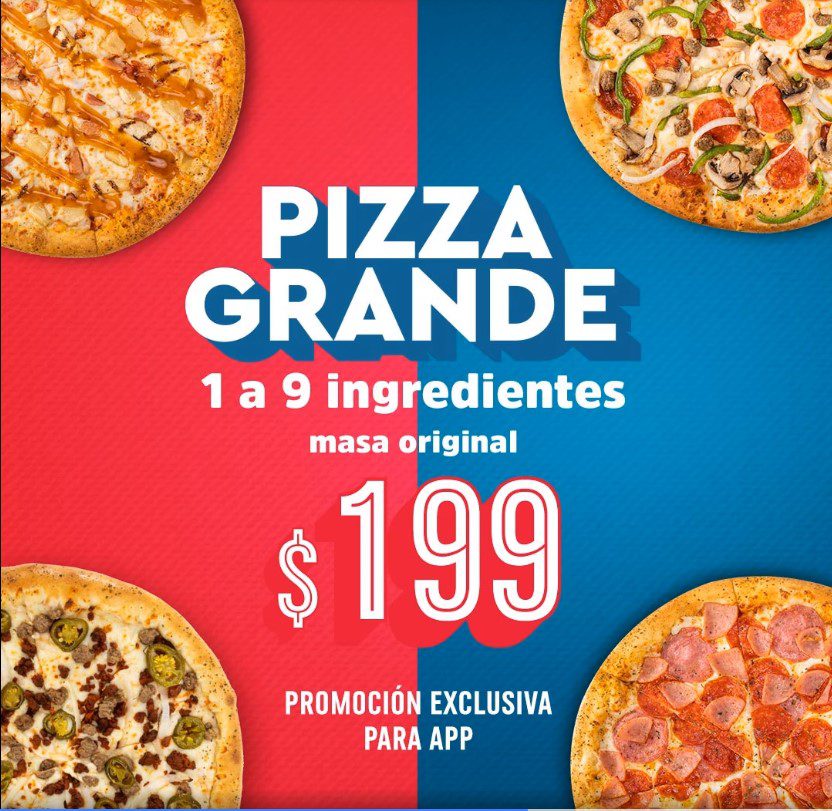 PIZZA
GRANDE
1 a 9 ingredientes
masa original
$199
PROMOCIÓN EXCLUSIVA
PARA APP